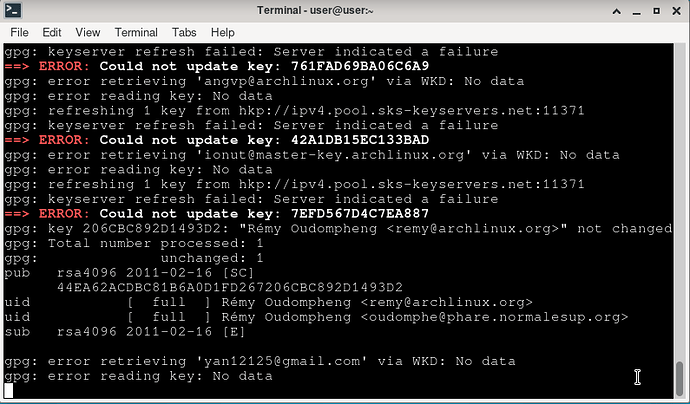 Terminal - user@user:~
File Edit View Terminal Tabs Help
gpg: keyserver refresh failed: Server indicated a failure
==> ERROR: Could not update key: 761FAD69BA06C6A9
gpg: error retrieving 'angvp@archlinux.org' via WKD: No data
gpg: error reading key: No data
gpg: refreshing 1 key from hkp://ipv4.pool.sks-keyservers.net:11371
gpg: keyserver refresh failed: Server indicated a failure
==> ERROR: Could not update key: 42A1DB15EC133BAD
gpg: error retrieving 'ionut@master-key.archlinux.org' via WKD: No data
gpg: error reading key: No data
gpg: refreshing 1 key from hkp://ipv4.pool.sks-keyservers.net:11371
gpg: keyserver refresh failed: Server indicated a failure
==> ERROR: Could not update key: 7EFD567D4C7EA887
gpg: key 206CBC892D1493D2: "Rémy Oudompheng <remy@archlinux.org>" not changed
gpg: Total number processed: 1
gpg:              unchanged: 1
pub   rsa4096 2011-02-16 [SC]
      44EA62ACDBC81B6A0D1FD267206CBC892D1493D2
uid           [  full  ] Rémy Oudompheng <remy@archlinux.org>
uid           [  full  ] Rémy Oudompheng <oudomphe@phare.normalesup.org>
sub   rsa4096 2011-02-16 [E]
gpg: error retrieving 'yan12125@gmail.com' via WKD: No data
gpg: error reading key: No data